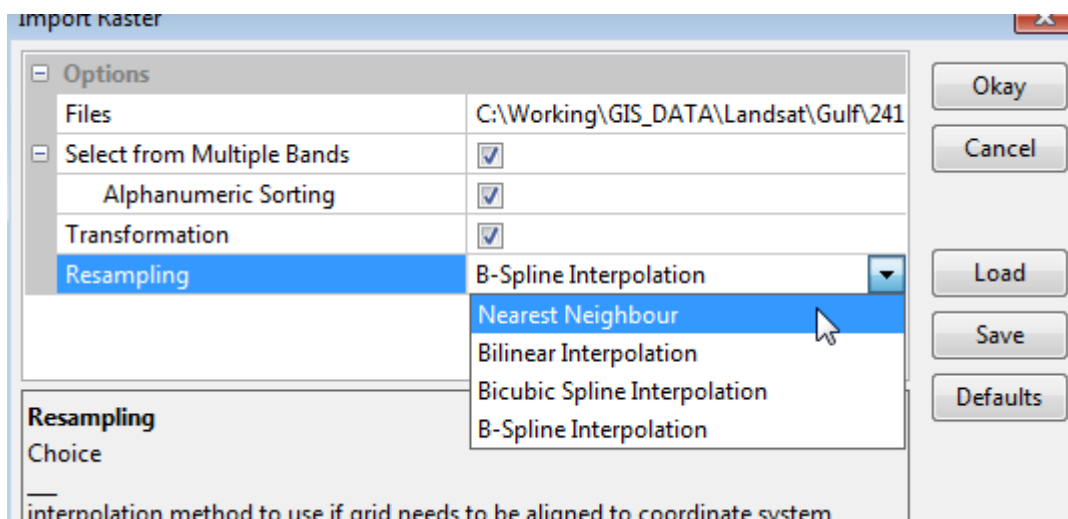 Import Raster
Options
Files C:\Working\GIS_DATA\Landsat\Gulf\241
Select from Multiple Bands
Alphanumeric Sorting
Transformation
Resampling B-Spline Interpolation
Nearest Neighbour
Bilinear Interpolation
Bicubic Spline Interpolation
B-Spline Interpolation
Okay
Cancel
Load
Save
Defaults
Resampling
Choice
__
interpolation method to use if grid needs to be aligned to coordinate system